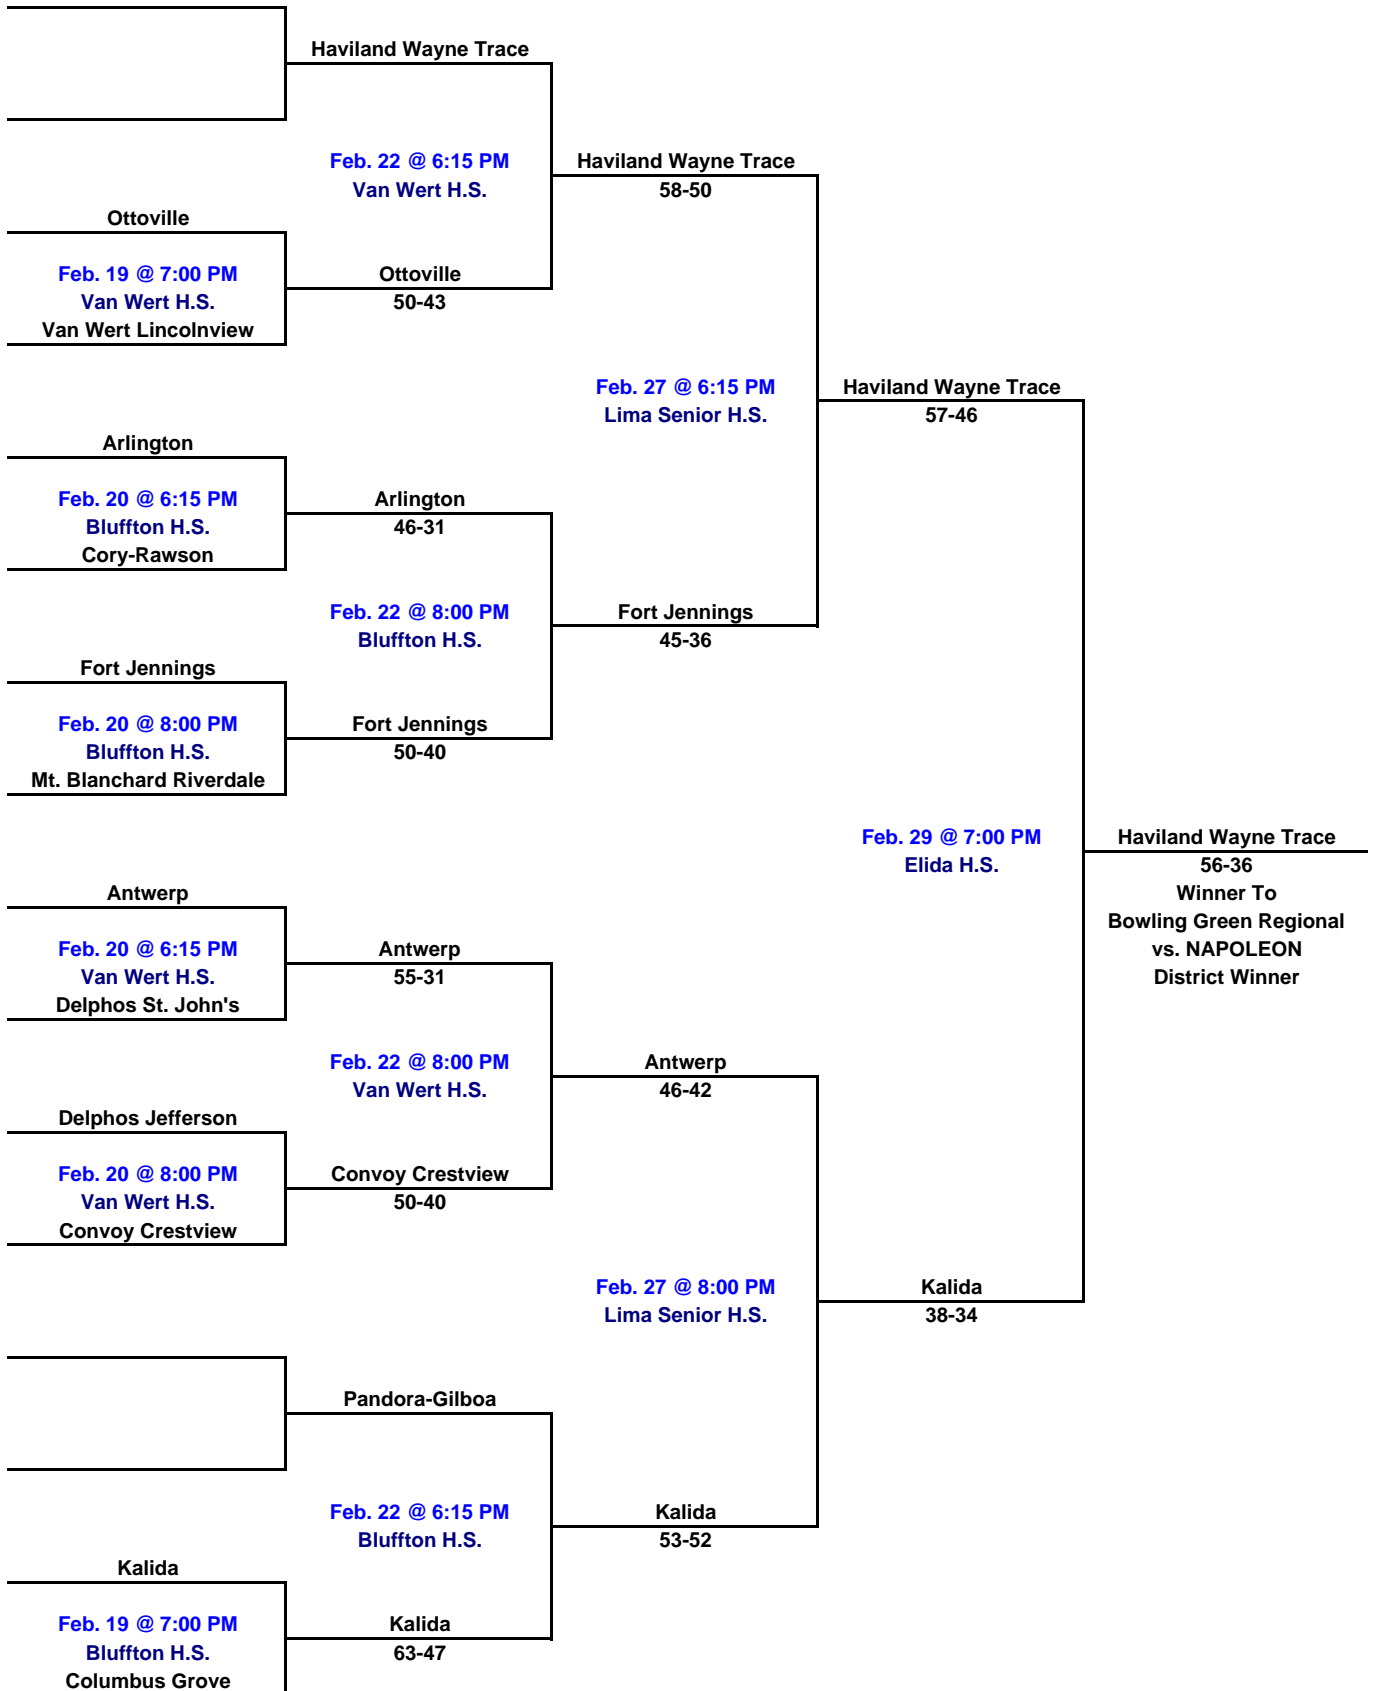 Haviland Wayne Trace
Feb. 22 @ 6:15 PM
Van Wert H.S.
Haviland Wayne Trace
58-50
Ottoville
Feb. 19 @ 7:00 PM
Van Wert H.S.
Van Wert Lincolnview
Ottoville
50-43
Feb. 27 @ 6:15 PM
Lima Senior H.S.
Haviland Wayne Trace
57-46
Arlington
Feb. 20 @ 6:15 PM
Bluffton H.S.
Cory-Rawson
Arlington
46-31
Feb. 22 @ 8:00 PM
Bluffton H.S.
Fort Jennings
45-36
Fort Jennings
Feb. 20 @ 8:00 PM
Bluffton H.S.
Mt. Blanchard Riverdale
Fort Jennings
50-40
Feb. 29 @ 7:00 PM
Elida H.S.
Haviland Wayne Trace
56-36
Winner To
Bowling Green Regional
vs. NAPOLEON
District Winner
Antwerp
Feb. 20 @ 6:15 PM
Van Wert H.S.
Delphos St. John's
Antwerp
55-31
Feb. 22 @ 8:00 PM
Van Wert H.S.
Antwerp
46-42
Delphos Jefferson
Feb. 20 @ 8:00 PM
Van Wert H.S.
Convoy Crestview
Convoy Crestview
50-40
Feb. 27 @ 8:00 PM
Lima Senior H.S.
Kalida
38-34
Pandora-Gilboa
Feb. 22 @ 6:15 PM
Bluffton H.S.
Kalida
53-52
Kalida
Feb. 19 @ 7:00 PM
Bluffton H.S.
Columbus Grove
Kalida
63-47